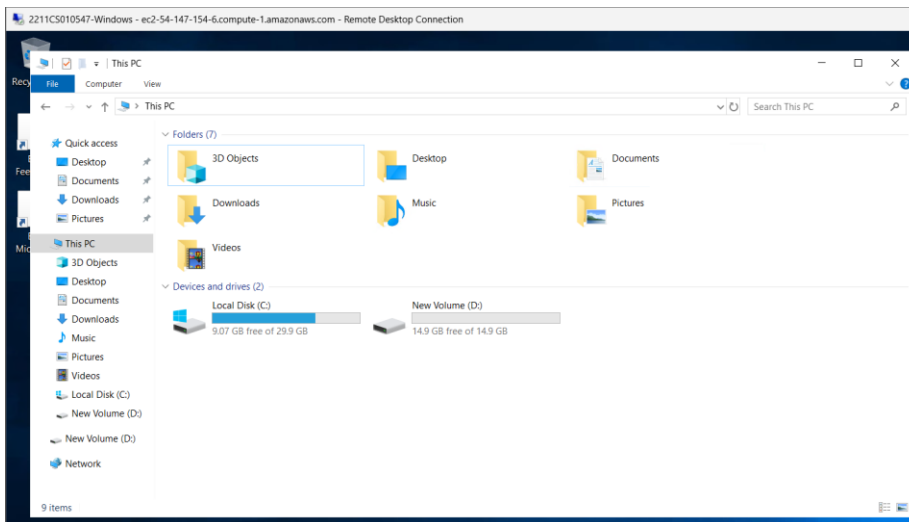 2211CS010547-Windows - ec2-54-147-154-6.compute-1.amazonaws.com - Remote Desktop Connection
This PC
File Computer View
This PC
Search This PC
Quick access
Desktop
Documents
Downloads
Pictures
This PC
3D Objects
Desktop
Documents
Downloads
Music
Pictures
Videos
Local Disk (C:)
New Volume (D:)
New Volume (D:)
Network
Folders (7)
3D Objects Desktop Documents
Downloads Music Pictures
Videos
Devices and drives (2)
Local Disk (C:) New Volume (D:)
9.07 GB free of 29.9 GB 14.9 GB free of 14.9 GB
9 items
Recy
Fee
Mic